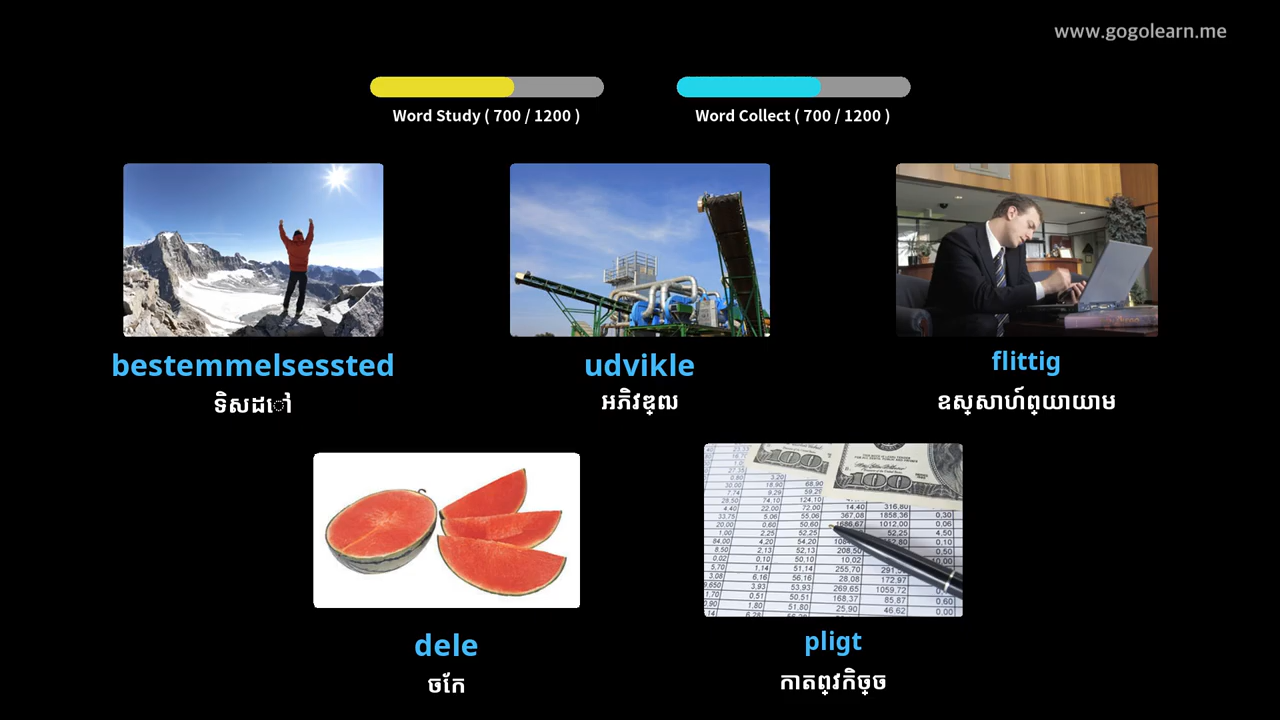 www.gogolearn.me
Word Study ( 700 / 1200 )
Word Collect ( 700 / 1200 )
bestemmelsessted
udvikle
flittig
ទិសដៅ
អភិវឌ្ឍ
ឧស្សាហ៍ព្យាយាម
dele
pligt
ចកែ
កាតព្វកិច្ច